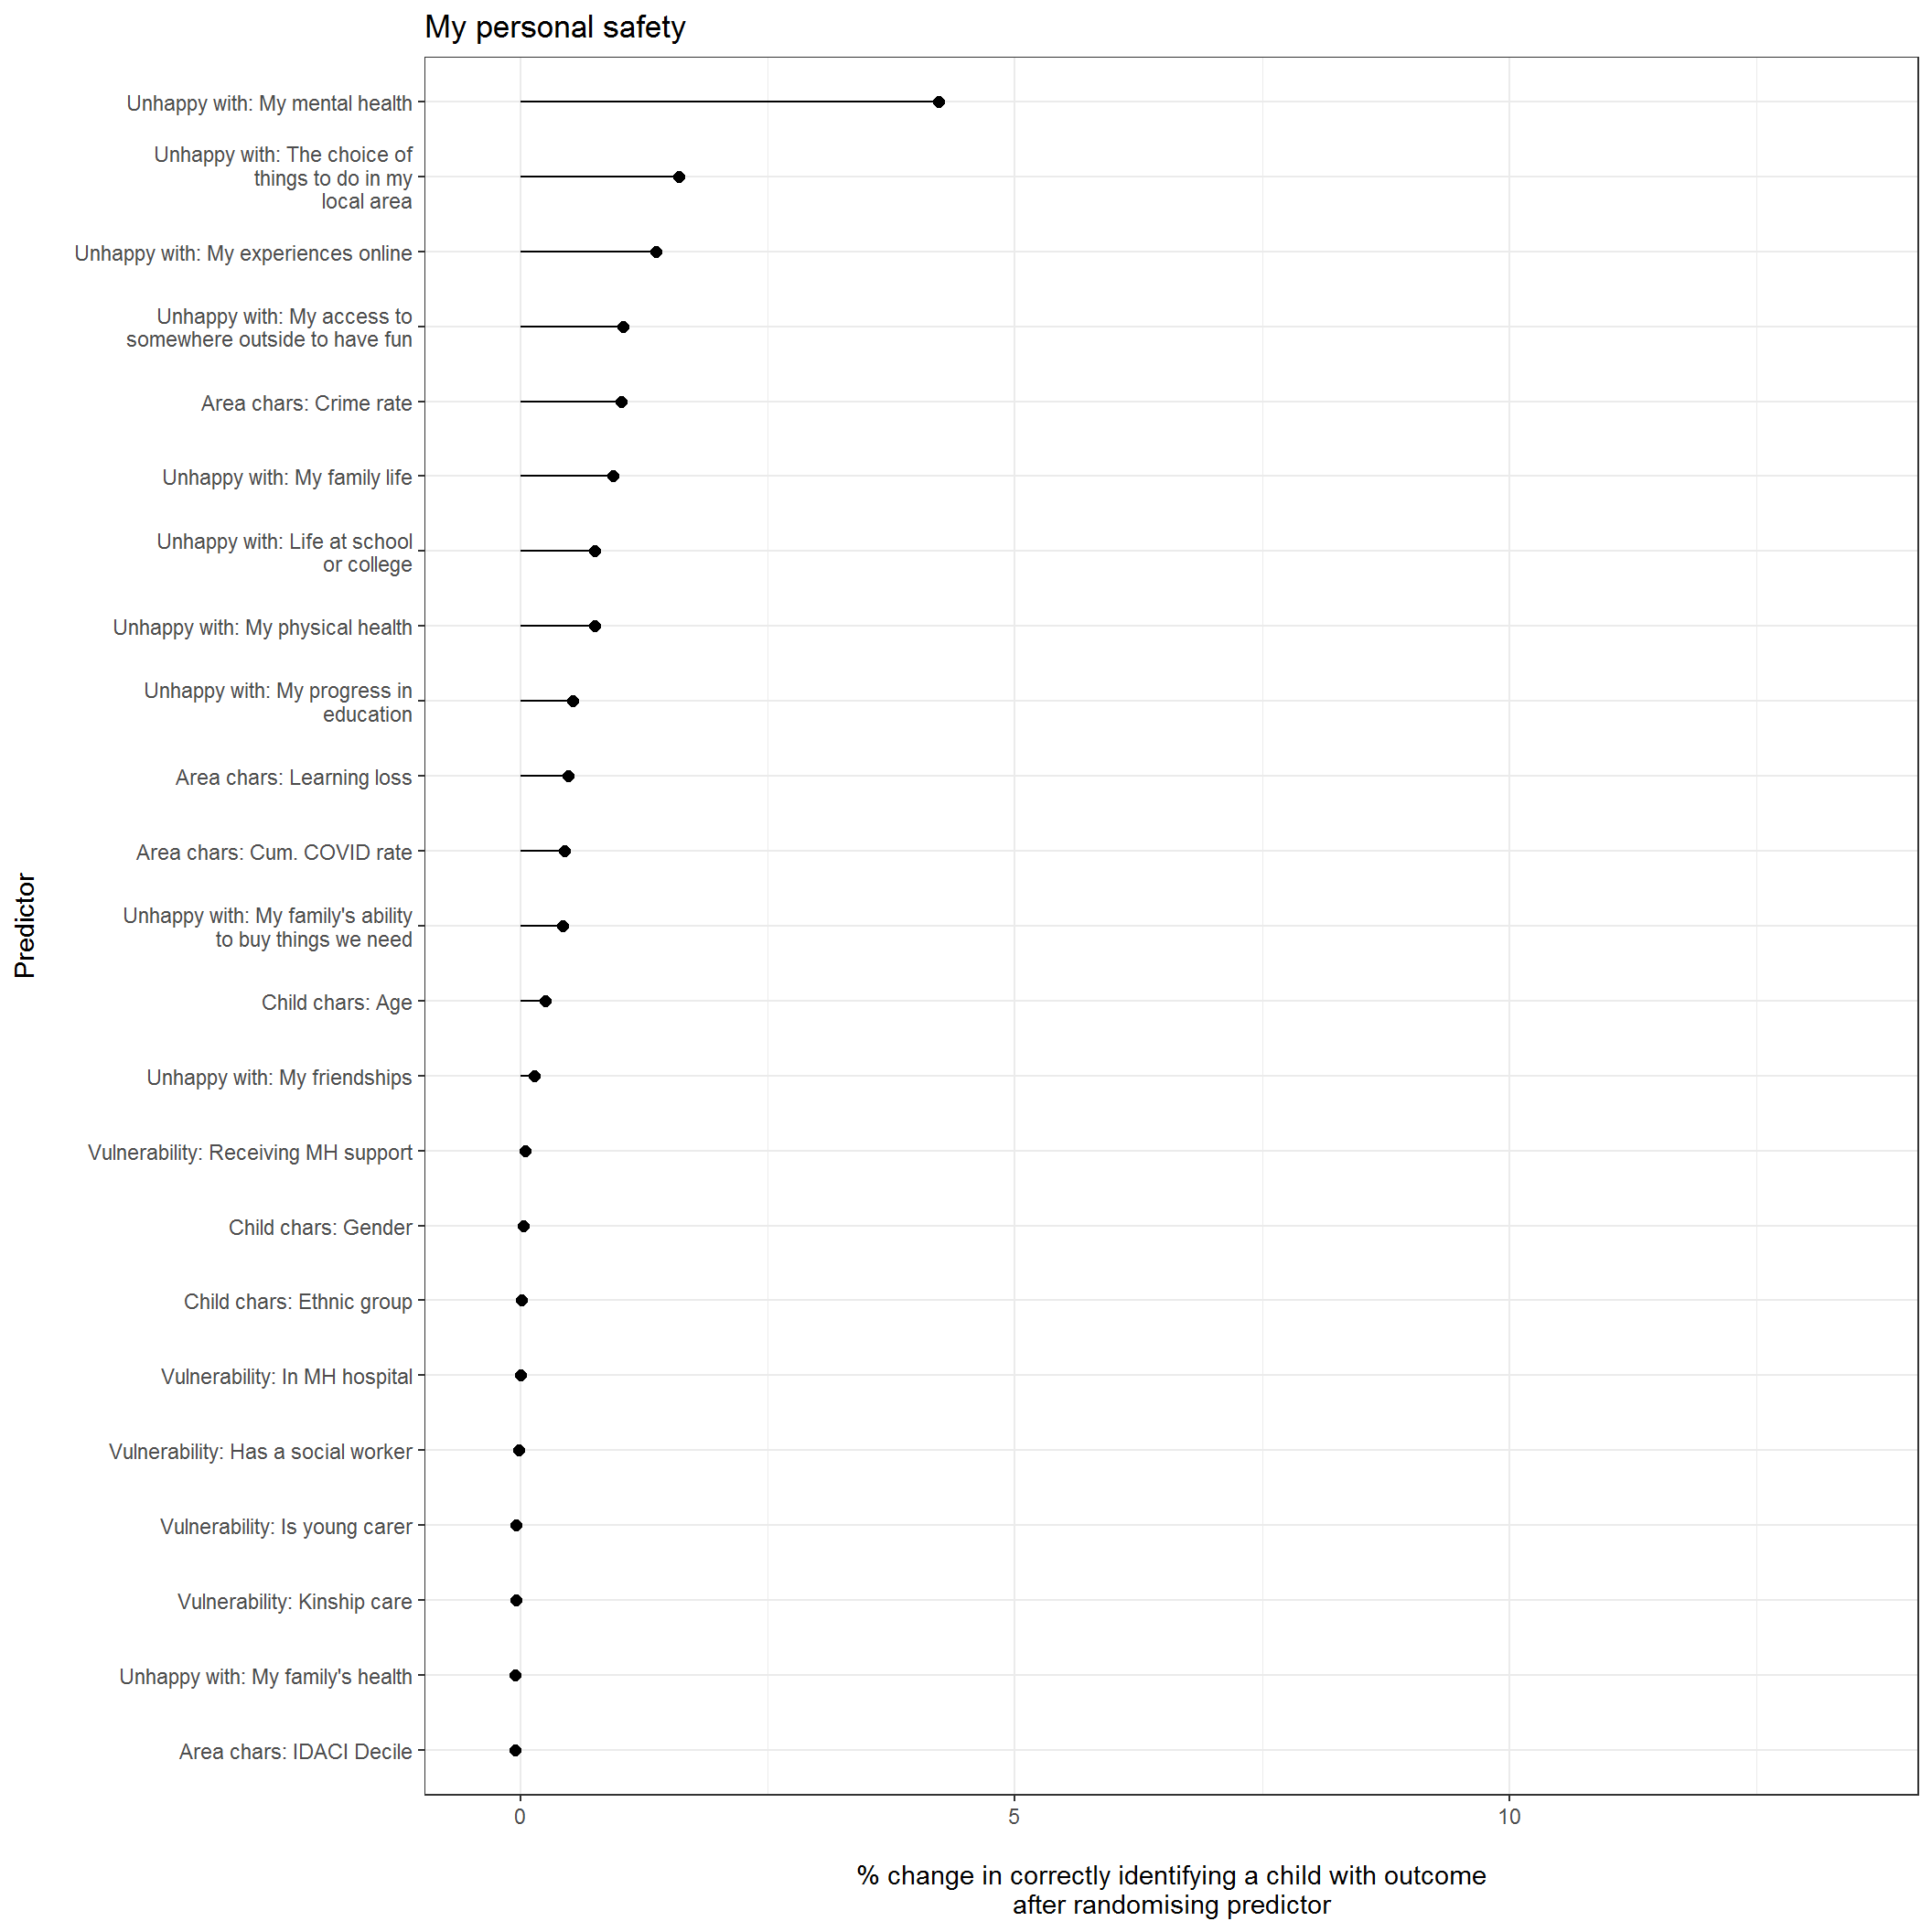 My personal safety
Unhappy with: My mental health
Unhappy with: The choice of
things to do in my
local area
Unhappy with: My experiences online
Unhappy with: My access to
somewhere outside to have fun
Area chars: Crime rate
Unhappy with: My family life
Unhappy with: Life at school
or college
Unhappy with: My physical health
Unhappy with: My progress in
education
Area chars: Learning loss
Area chars: Cum. COVID rate
Unhappy with: My family's ability
to buy things we need
Child chars: Age
Unhappy with: My friendships
Vulnerability: Receiving MH support
Child chars: Gender
Child chars: Ethnic group
Vulnerability: In MH hospital
Vulnerability: Has a social worker
Vulnerability: Is young carer
Vulnerability: Kinship care
Unhappy with: My family's health
Area chars: IDACI Decile
Predictor
0
5
10
% change in correctly identifying a child with outcome
after randomising predictor